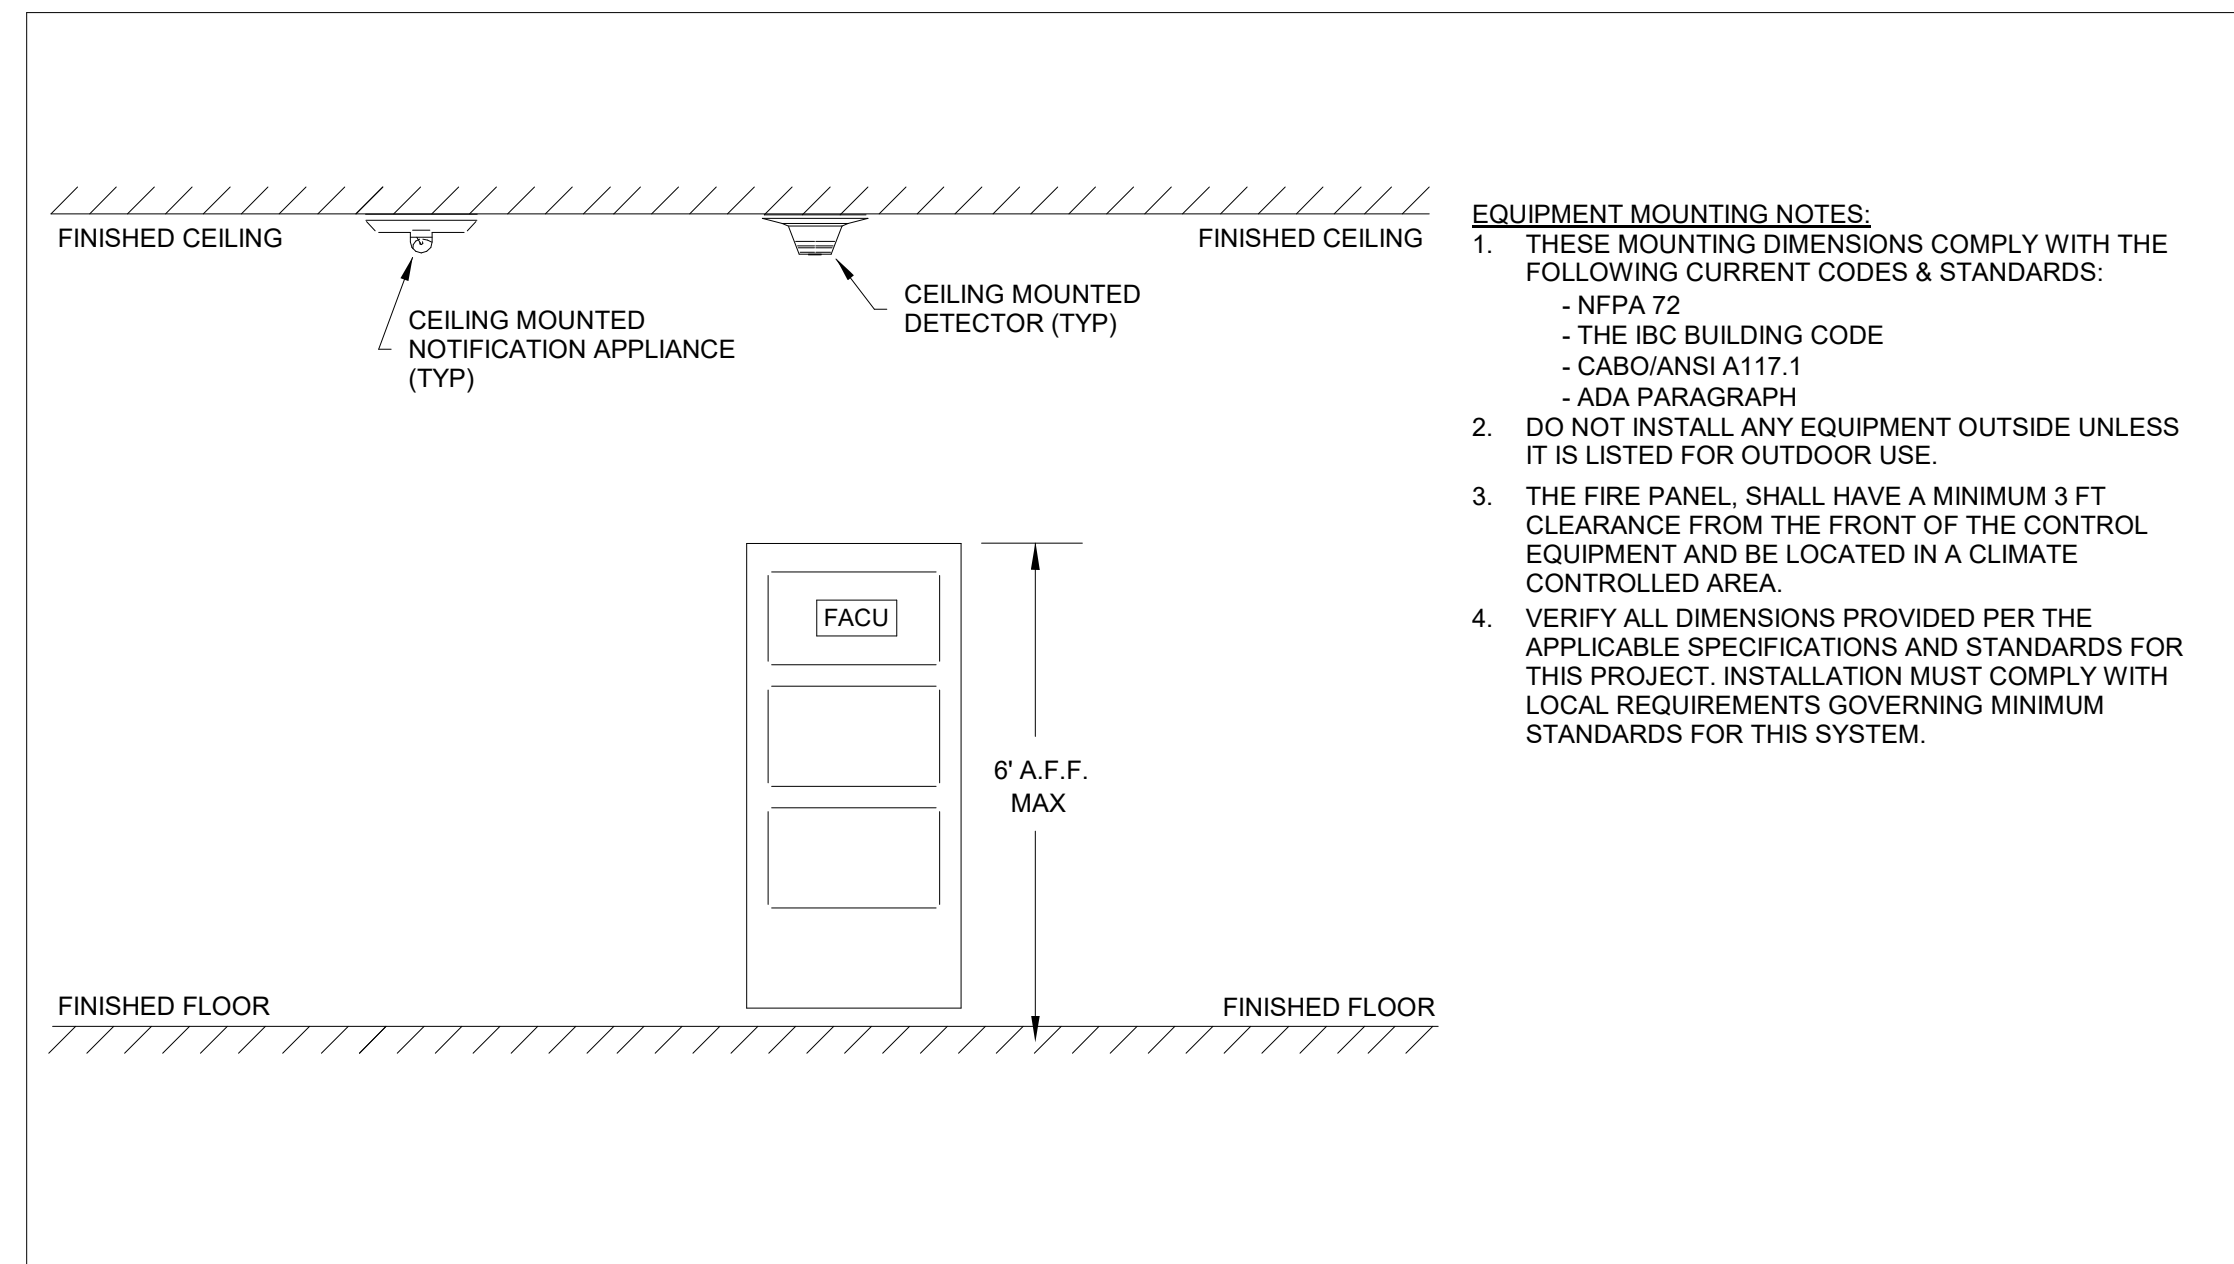 FINISHED CEILING
FINISHED CEILING
CEILING MOUNTED
NOTIFICATION APPLIANCE
(TYP)
CEILING MOUNTED
DETECTOR (TYP)
FACU
6' A.F.F.
MAX
FINISHED FLOOR
FINISHED FLOOR
EQUIPMENT MOUNTING NOTES:
1. THESE MOUNTING DIMENSIONS COMPLY WITH THE
FOLLOWING CURRENT CODES & STANDARDS:
- NFPA 72
- THE IBC BUILDING CODE
- CABO/ANSI A117.1
- ADA PARAGRAPH
2. DO NOT INSTALL ANY EQUIPMENT OUTSIDE UNLESS
IT IS LISTED FOR OUTDOOR USE.
3. THE FIRE PANEL, SHALL HAVE A MINIMUM 3 FT
CLEARANCE FROM THE FRONT OF THE CONTROL
EQUIPMENT AND BE LOCATED IN A CLIMATE
CONTROLLED AREA.
4. VERIFY ALL DIMENSIONS PROVIDED PER THE
APPLICABLE SPECIFICATIONS AND STANDARDS FOR
THIS PROJECT. INSTALLATION MUST COMPLY WITH
LOCAL REQUIREMENTS GOVERNING MINIMUM
STANDARDS FOR THIS SYSTEM.